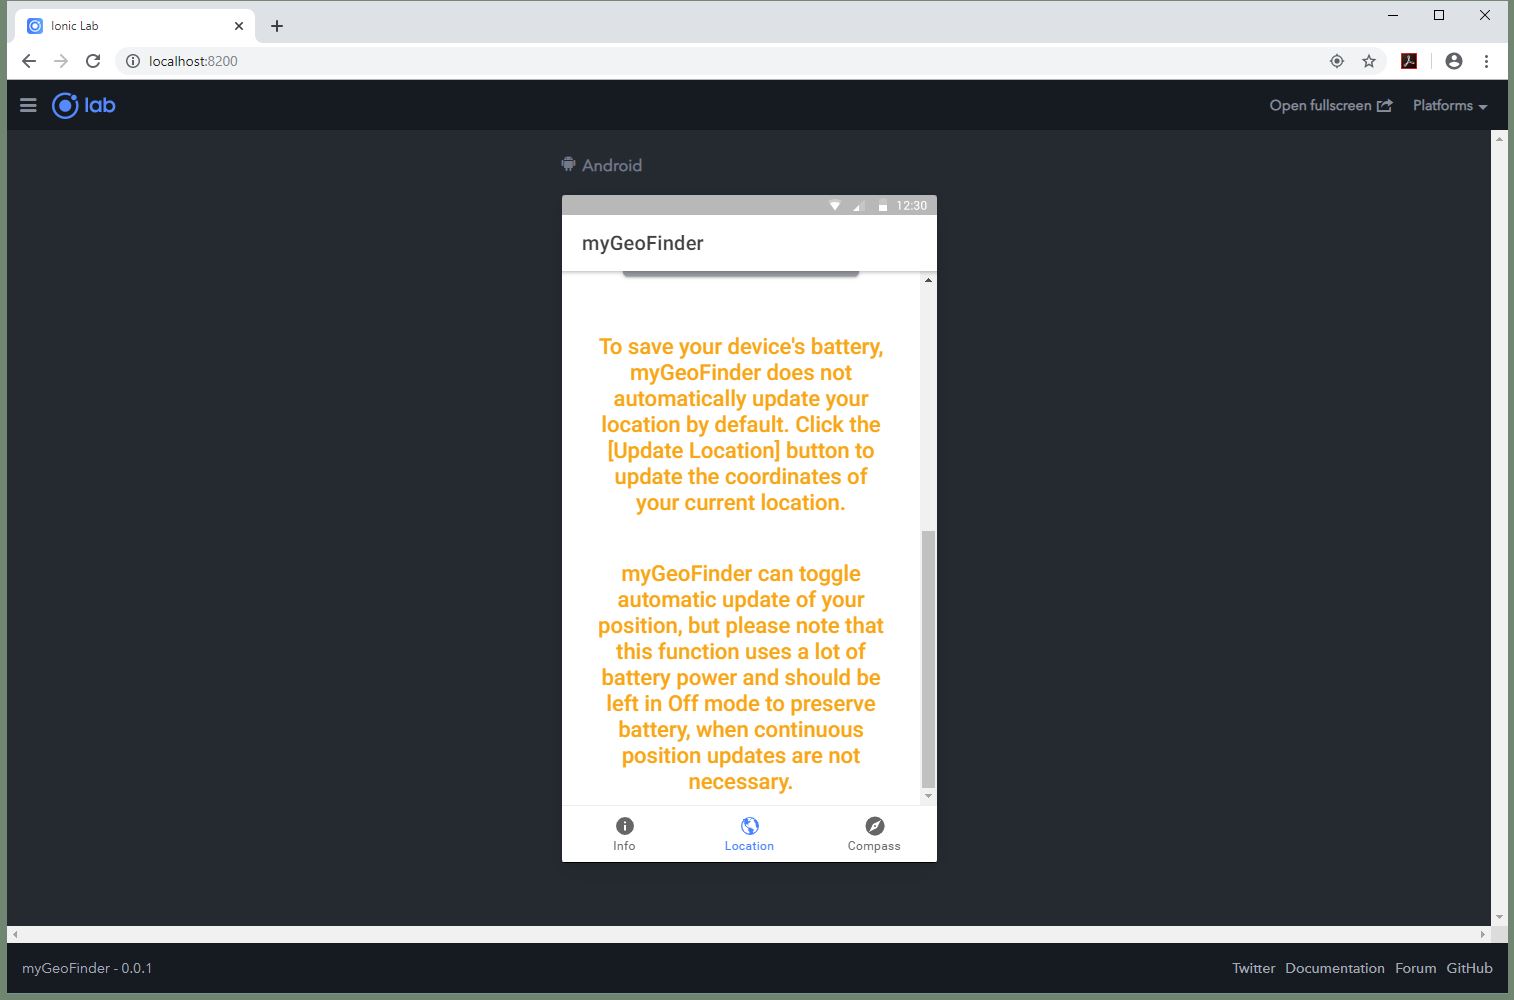 Ionic Lab
localhost:8200
lab
Open fullscreen
Platforms
Android
12:30
myGeoFinder
To save your device's battery,
myGeoFinder does not
automatically update your
location by default. Click the
[Update Location] button to
update the coordinates of
your current location.
myGeoFinder can toggle
automatic update of your
position, but please note that
this function uses a lot of
battery power and should be
left in Off mode to preserve
battery, when continuous
position updates are not
necessary.
Info
Location
Compass
myGeoFinder - 0.0.1
Twitter Documentation Forum GitHub